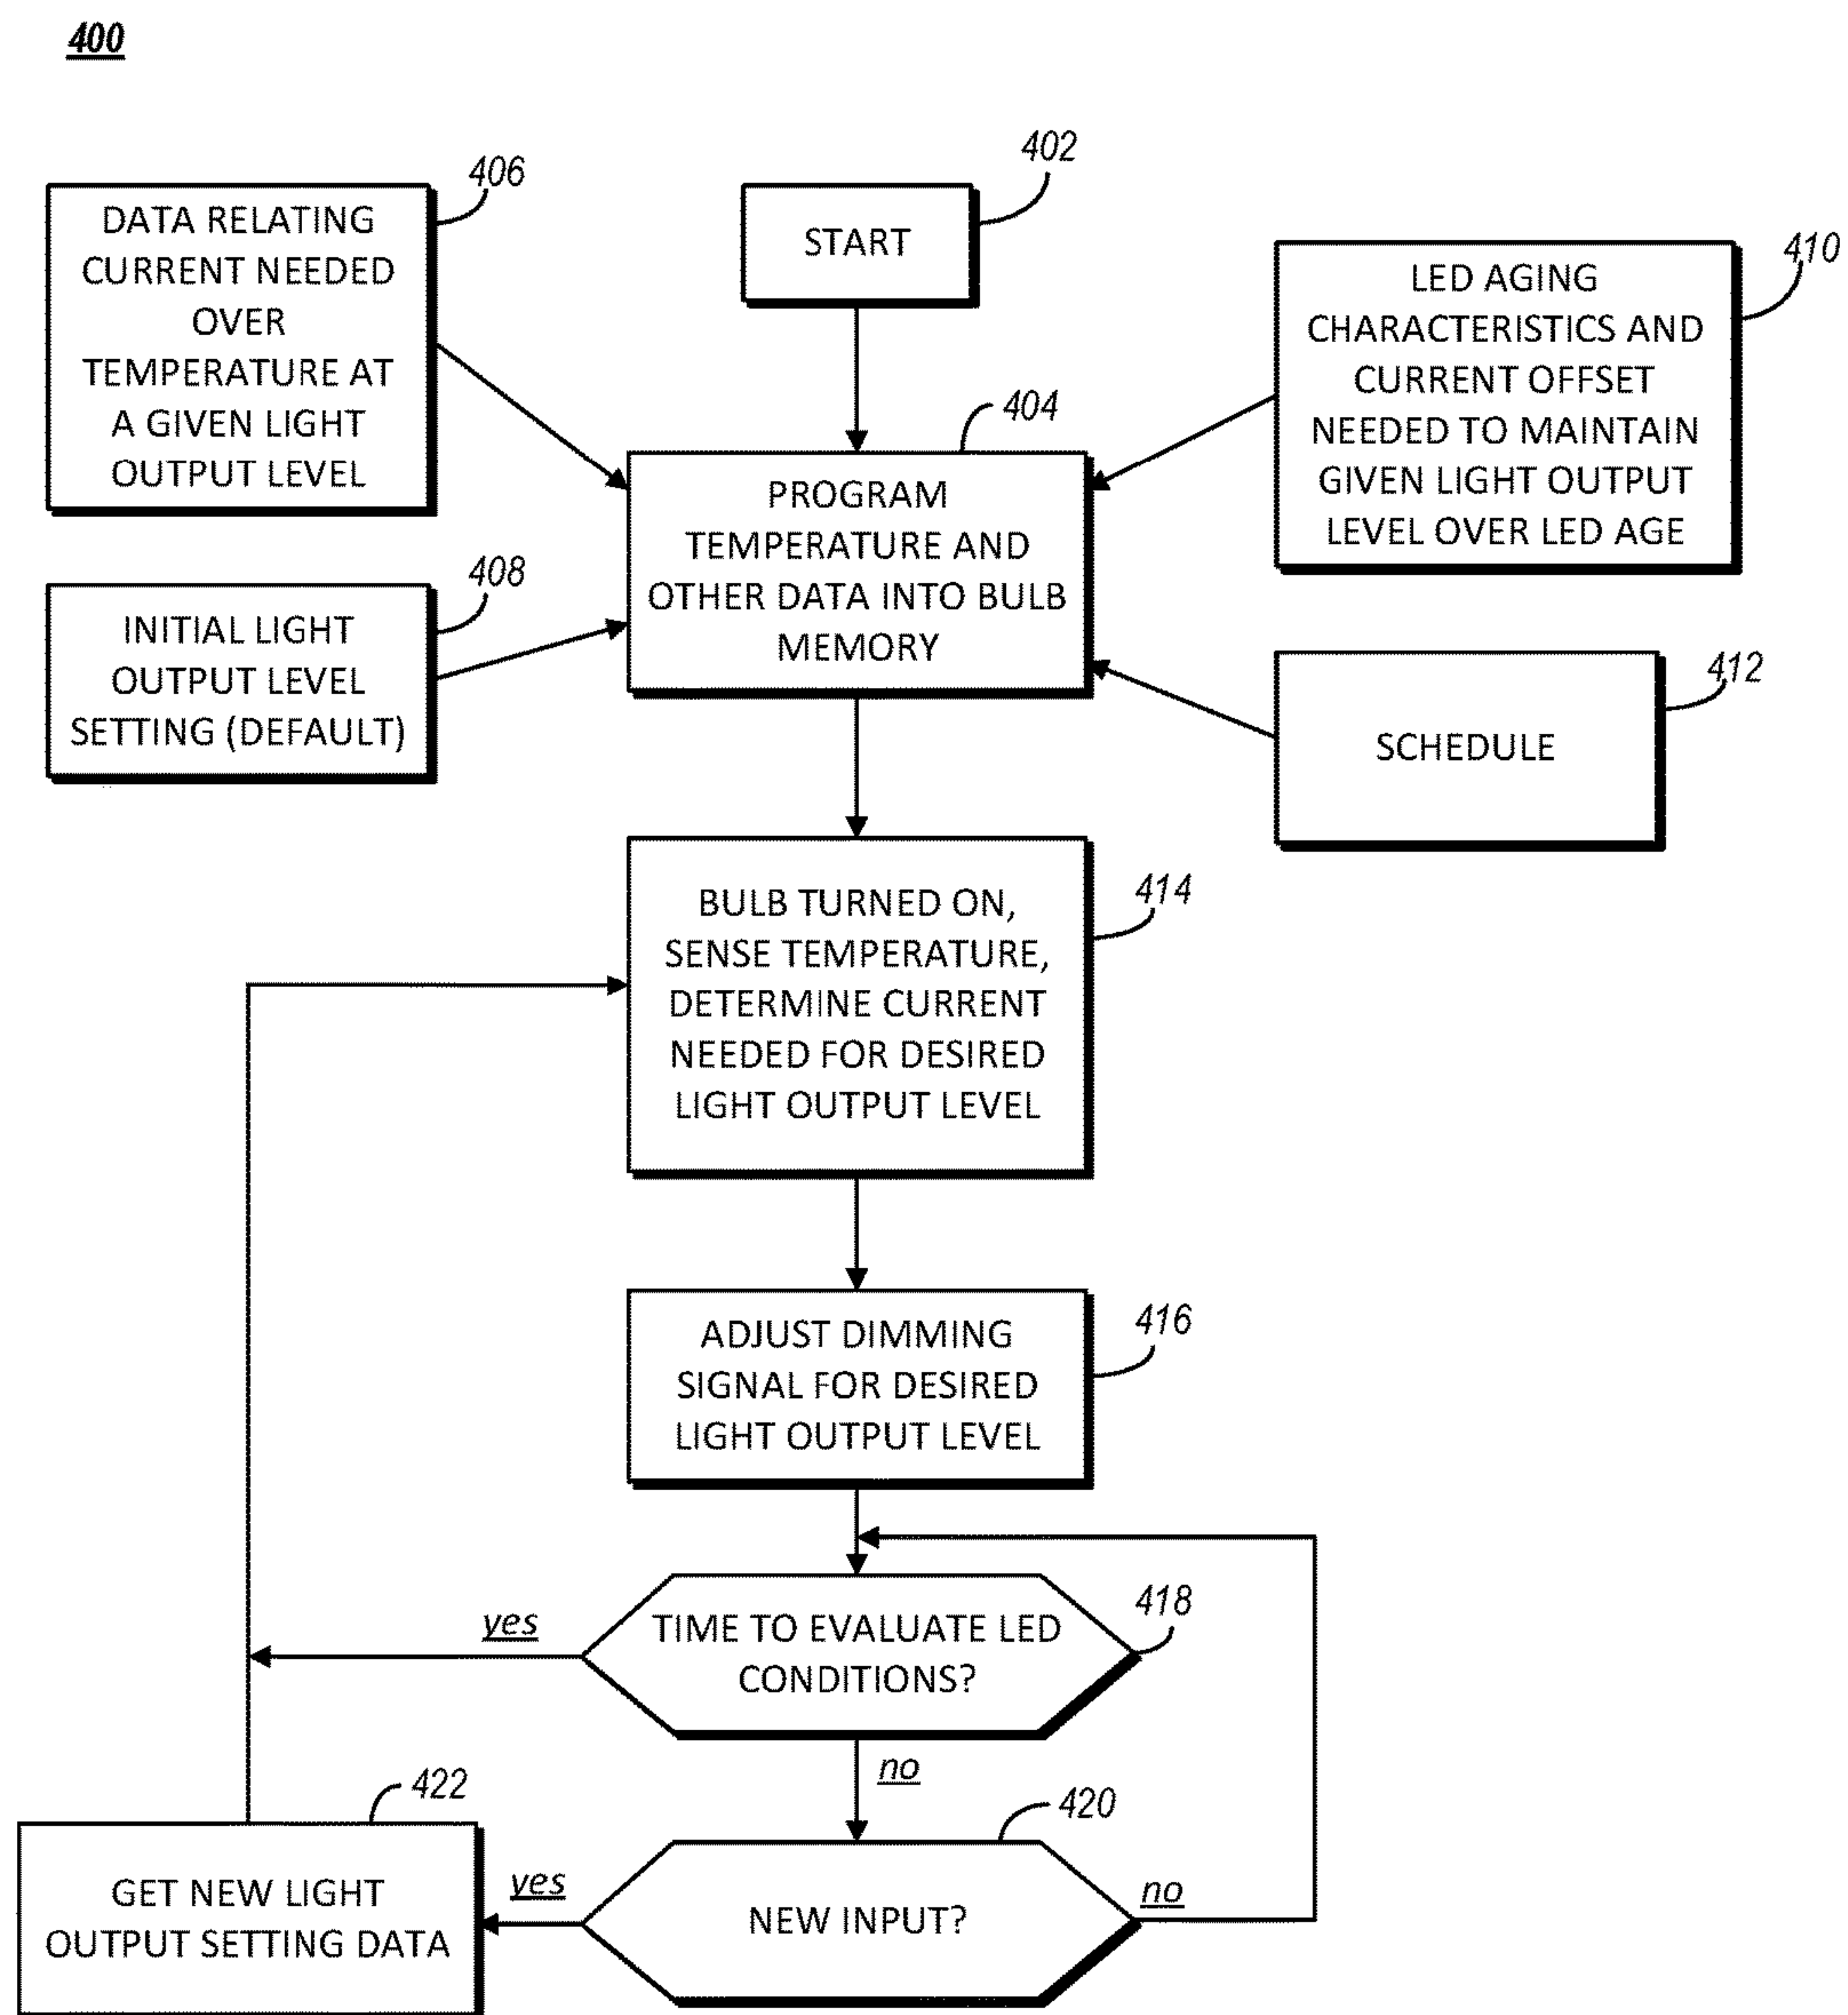 400
402
START
406
DATA RELATING
CURRENT NEEDED
OVER
TEMPERATURE AT
A GIVEN LIGHT
OUTPUT LEVEL
410
LED AGING
CHARACTERISTICS AND
CURRENT OFFSET
NEEDED TO MAINTAIN
GIVEN LIGHT OUTPUT
LEVEL OVER LED AGE
404
PROGRAM
TEMPERATURE AND
OTHER DATA INTO BULB
MEMORY
408
INITIAL LIGHT
OUTPUT LEVEL
SETTING (DEFAULT)
412
SCHEDULE
414
BULB TURNED ON,
SENSE TEMPERATURE,
DETERMINE CURRENT
NEEDED FOR DESIRED
LIGHT OUTPUT LEVEL
416
ADJUST DIMMING
SIGNAL FOR DESIRED
LIGHT OUTPUT LEVEL
418
yes
TIME TO EVALUATE LED
CONDITIONS?
no
422
GET NEW LIGHT
OUTPUT SETTING DATA
420
yes
NEW INPUT?
no